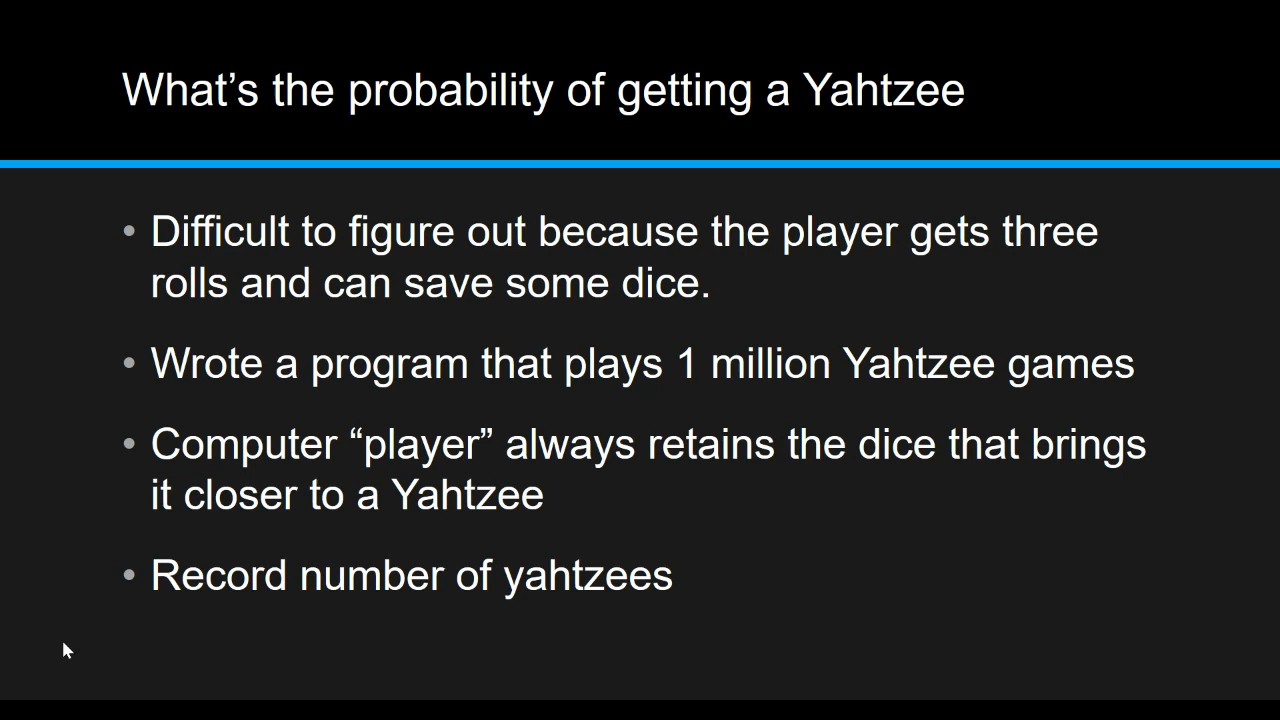 What’s the probability of getting a Yahtzee
• Difficult to figure out because the player gets three
rolls and can save some dice.
• Wrote a program that plays 1 million Yahtzee games
• Computer “player” always retains the dice that brings
it closer to a Yahtzee
• Record number of yahtzees